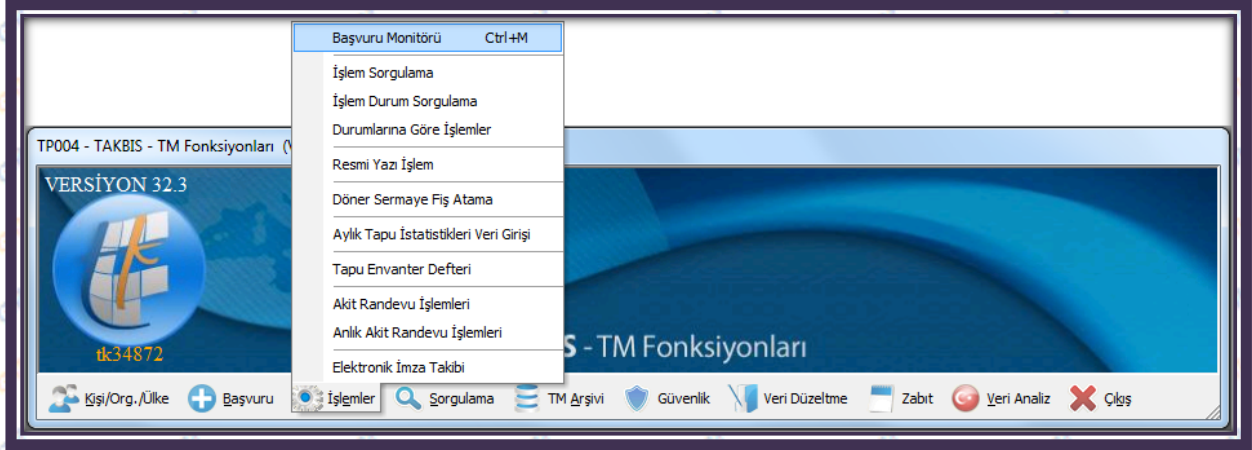 Başvuru Monitörü Ctrl+M
İşlem Sorgulama
İşlem Durum Sorgulama
Durumlarına Göre İşlemler
Resmi Yazı İşlem
Döner Sermaye Fiş Atama
Aylık Tapu İstatistikleri Veri Girişi
Tapu Envanter Defteri
Akit Randevu İşlemleri
Anlık Akit Randevu İşlemleri
Elektronik İmza Takibi
TP004 - TAKBIS - TM Fonksiyonları (V
VERSİYON 32.3
tk34872
S - TM Fonksiyonları
Kişi/Org./Ülke Başvuru İşlemler Sorgulama TM Arşivi Güvenlik Veri Düzeltme Zabıt Veri Analiz Çıkış